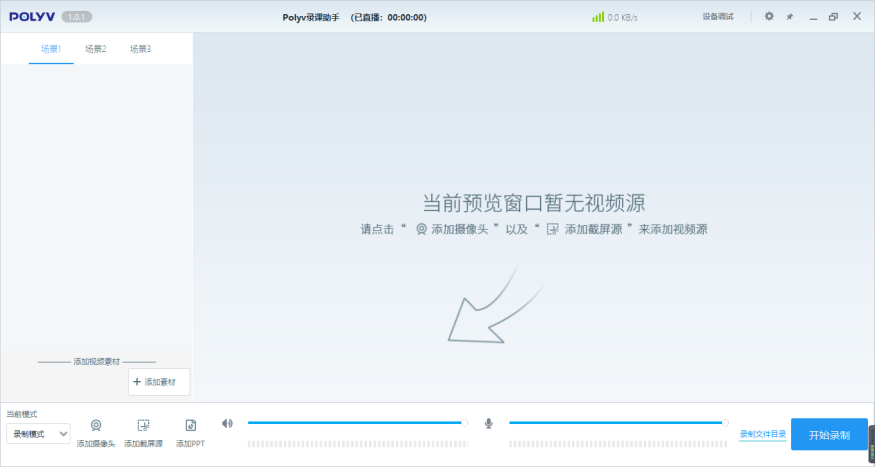 POLYV 1.0.1 Polyv录课助手 (已直播：00:00:00) 0.0 KB/s 设备调试
场景1 场景2 场景3
当前预览窗口暂无视频源
请点击“ 添加摄像头 ”以及“ 添加截屏源 ”来添加视频源
添加视频素材
+ 添加素材
当前模式
录制模式
添加摄像头 添加截屏源 添加PPT
录制文件目录
开始录制